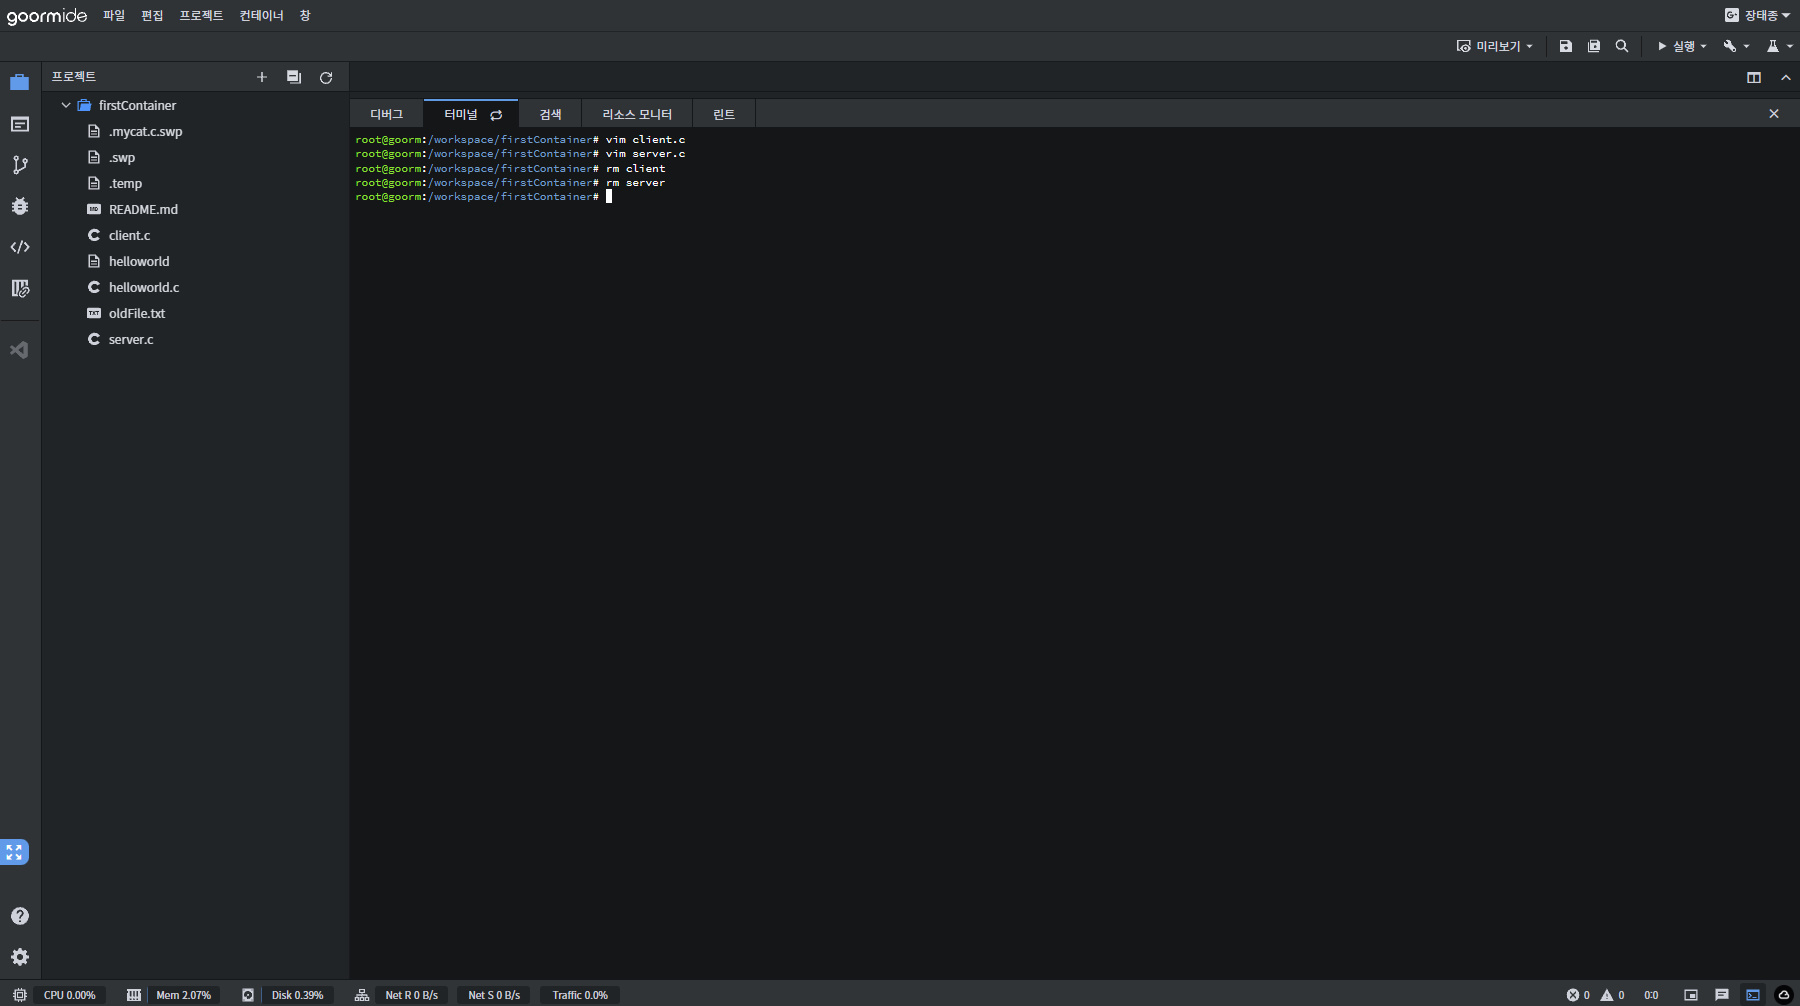 goormide 파일 편집 프로젝트 컨테이너 창 G+ 장태종
미리보기 실행
프로젝트
firstContainer
.mycat.c.swp
.swp
.temp
MD README.md
C client.c
helloworld
C helloworld.c
TXT oldFile.txt
C server.c
디버그 터미널 검색 리소스 모니터 린트
root@goorm:/workspace/firstContainer# vim client.c
root@goorm:/workspace/firstContainer# vim server.c
root@goorm:/workspace/firstContainer# rm client
root@goorm:/workspace/firstContainer# rm server
root@goorm:/workspace/firstContainer#
CPU 0.00% Mem 2.07% Disk 0.39% Net R 0 B/s Net S 0 B/s Traffic 0.0% 0 0 0:0